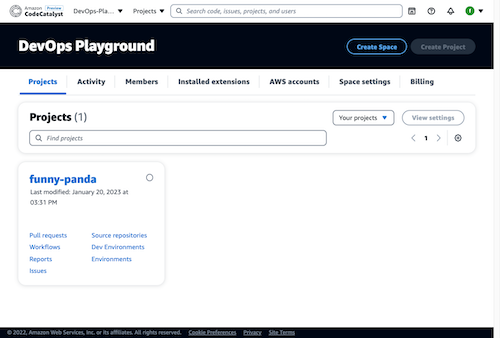 Amazon Preview
CodeCatalyst
DevOps-Pla...
Projects
Search code, issues, projects, and users
DevOps Playground
Create Space
Create Project
Projects
Activity
Members
Installed extensions
AWS accounts
Space settings
Billing
Projects (1)
Your projects
View settings
Find projects
1
funny-panda
Last modified: January 20, 2023 at
03:31 PM
Pull requests
Source repositories
Workflows
Dev Environments
Reports
Environments
Issues
© 2022, Amazon Web Services, Inc. or its affiliates. All rights reserved. Cookie Preferences Privacy Site Terms